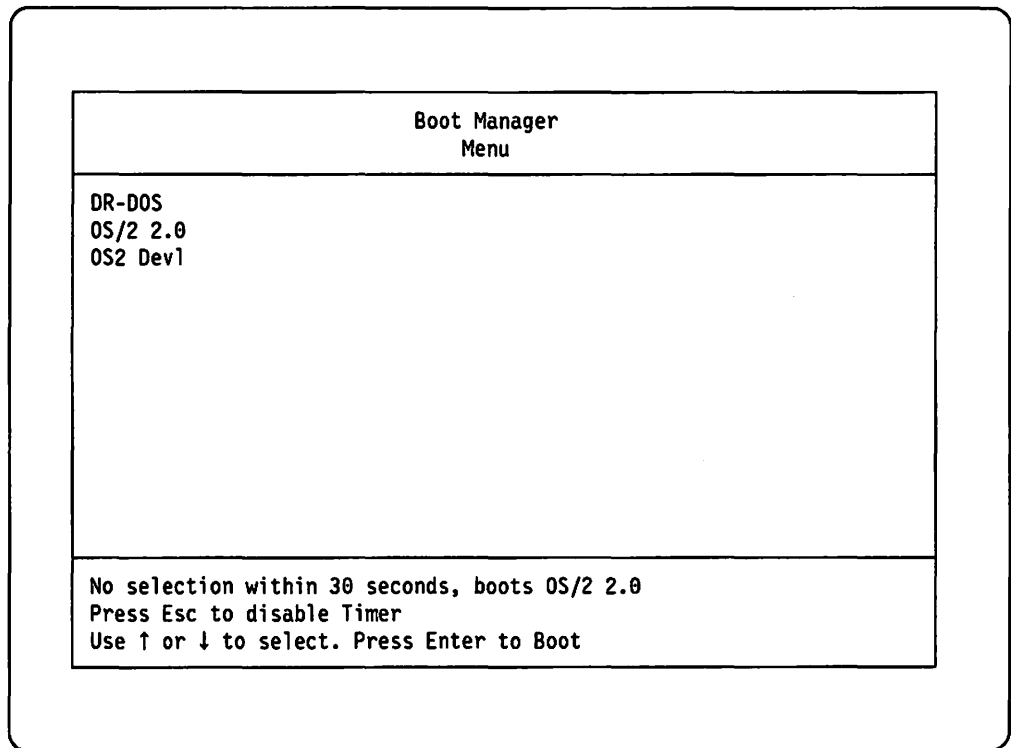 Boot Manager
Menu
DR-DOS
OS/2 2.0
OS2 Devl
No selection within 30 seconds, boots OS/2 2.0
Press Esc to disable Timer
Use ↑ or ↓ to select. Press Enter to Boot